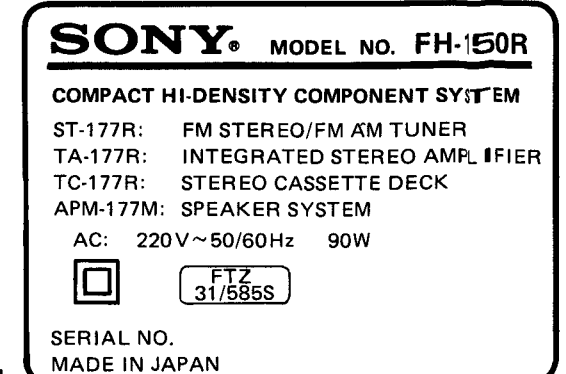 SONY® MODEL NO. FH-150R
COMPACT HI-DENSITY COMPONENT SYSTEM
ST-177R: FM STEREO/FM AM TUNER
TA-177R: INTEGRATED STEREO AMPLIFIER
TC-177R: STEREO CASSETTE DECK
APM-177M: SPEAKER SYSTEM
AC: 220V~50/60Hz 90W
FTZ
31/585S
SERIAL NO.
MADE IN JAPAN